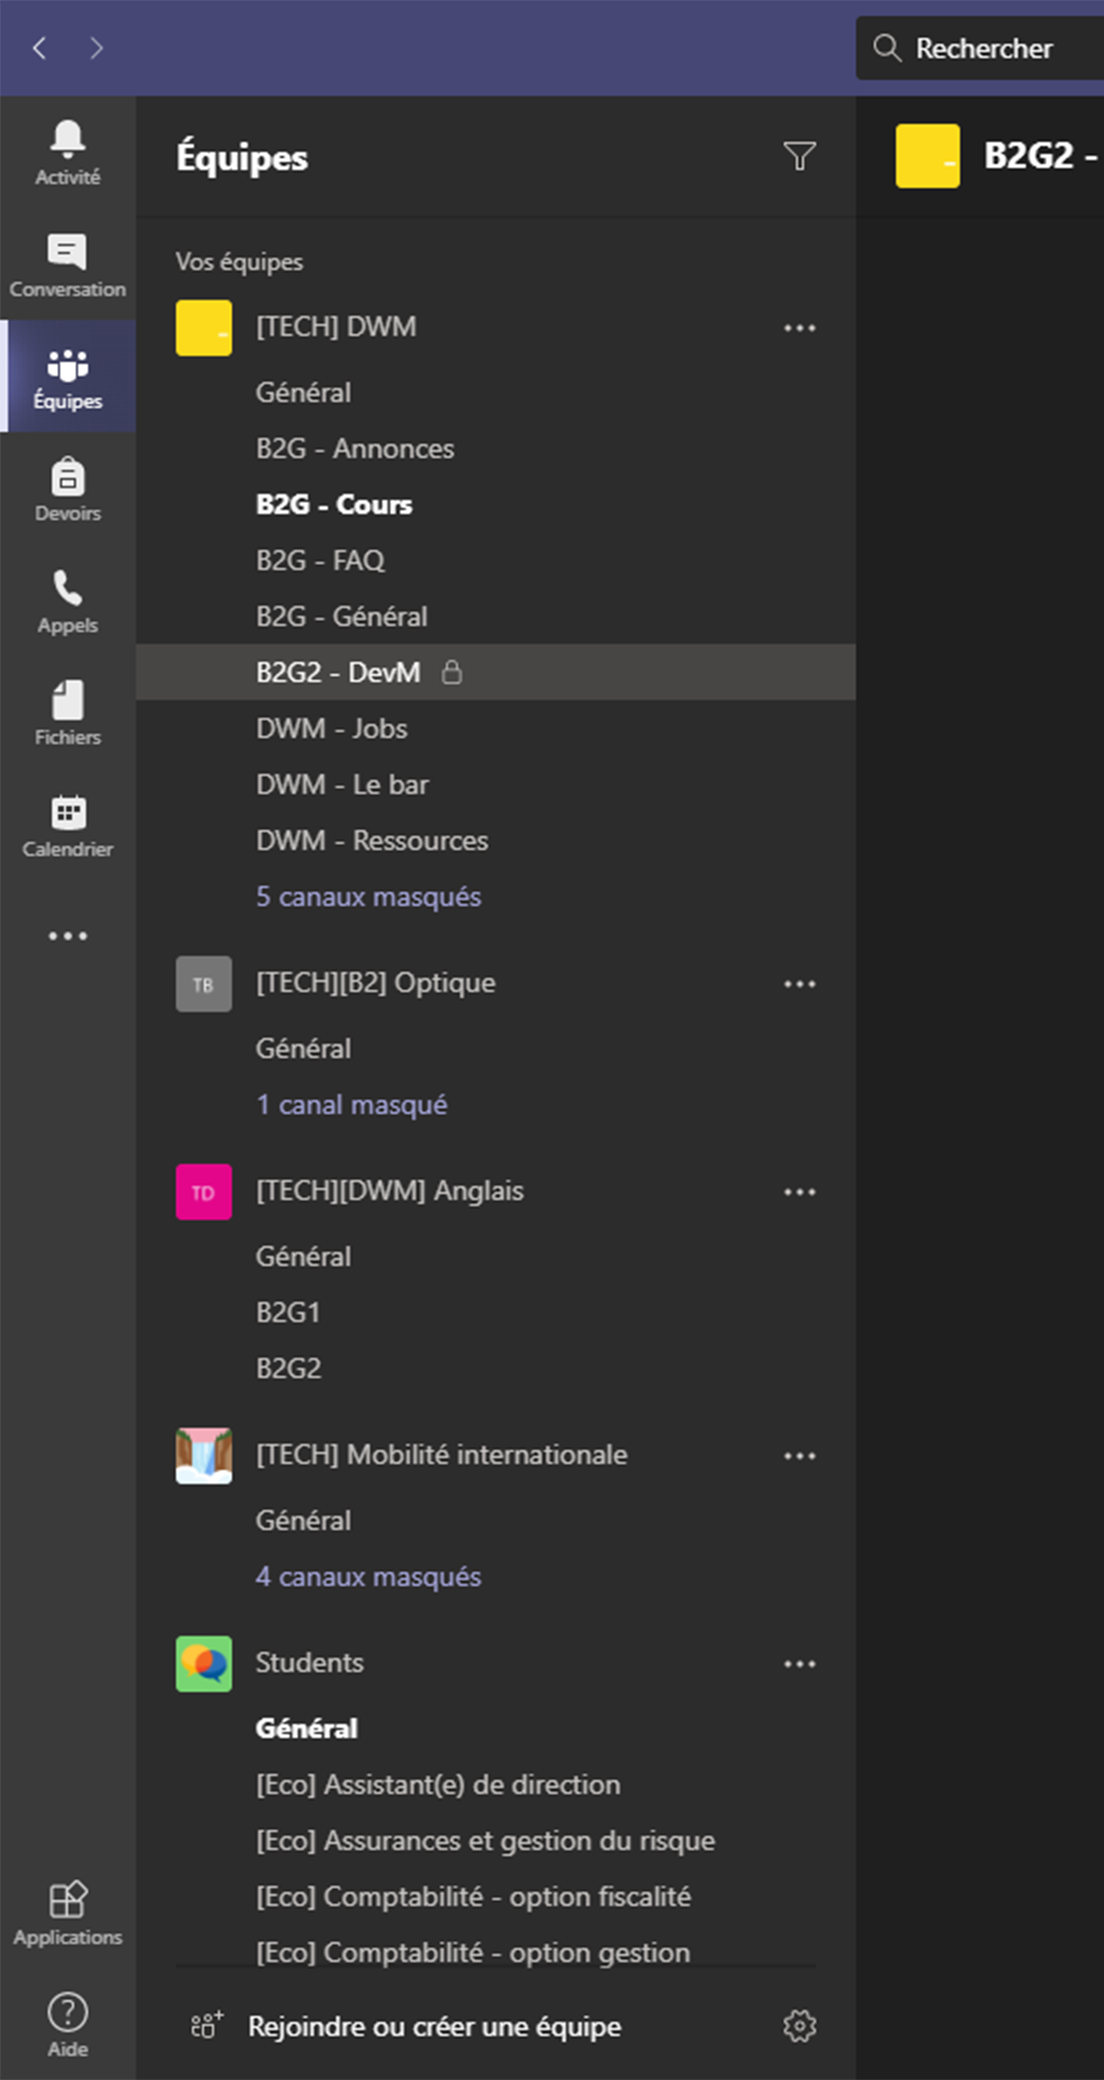 Rechercher
Activité
Conversation
Équipes
Devoirs
Appels
Fichiers
Calendrier
Applications
Aide
Équipes
Vos équipes
[TECH] DWM
Général
B2G - Annonces
B2G - Cours
B2G - FAQ
B2G - Général
B2G2 - DevM
DWM - Jobs
DWM - Le bar
DWM - Ressources
5 canaux masqués
TB [TECH][B2] Optique
Général
1 canal masqué
TD [TECH][DWM] Anglais
Général
B2G1
B2G2
[TECH] Mobilité internationale
Général
4 canaux masqués
Students
Général
[Eco] Assistant(e) de direction
[Eco] Assurances et gestion du risque
[Eco] Comptabilité - option fiscalité
[Eco] Comptabilité - option gestion
Rejoindre ou créer une équipe
B2G2 -